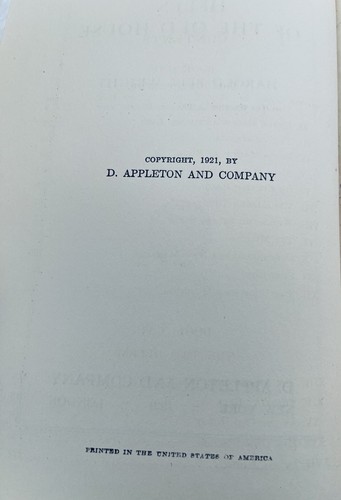 COPYRIGHT, 1921, BY
D. APPLETON AND COMPANY
PRINTED IN THE UNITED STATES OF AMERICA